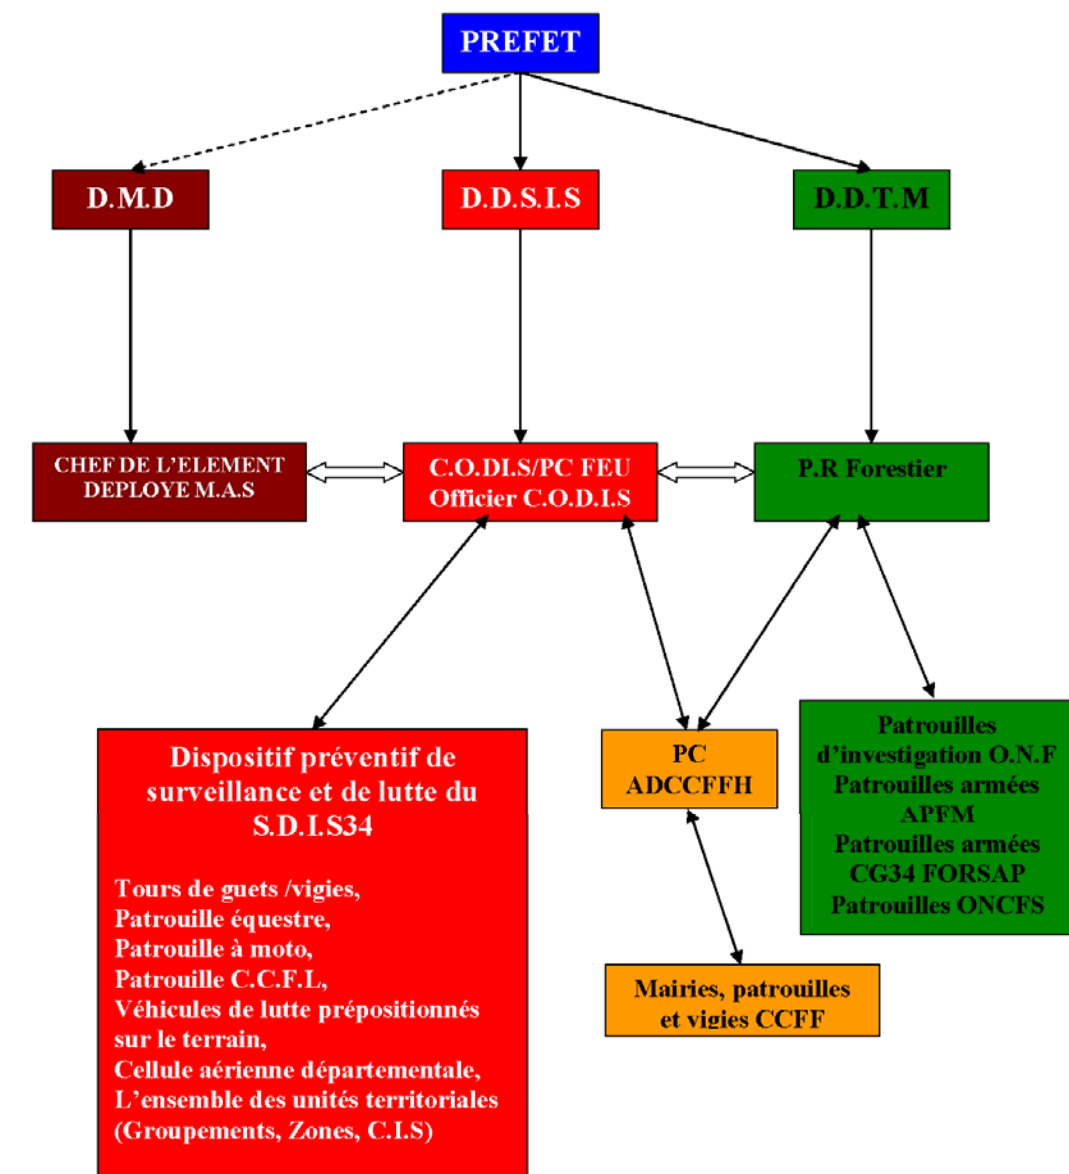 PREFET
D.M.D
D.D.S.I.S
D.D.T.M
CHEF DE L'ELEMENT
DEPLOYE M.A.S
C.O.DI.S/PC FEU
Officier C.O.D.I.S
P.R Forestier
Dispositif préventif de
surveillance et de lutte du
S.D.I.S34
Tours de guets /vigies,
Patrouille équestre,
Patrouille à moto,
Patrouille C.C.F.L,
Véhicules de lutte prépositionnés
sur le terrain,
Cellule aérienne départementale,
L'ensemble des unités territoriales
(Groupements, Zones, C.I.S)
PC
ADCCFFH
Patrouilles
d'investigation O.N.F
Patrouilles armées
APFM
Patrouilles armées
CG34 FORSAP
Patrouilles ONCFS
Mairies, patrouilles
et vigies CCFF